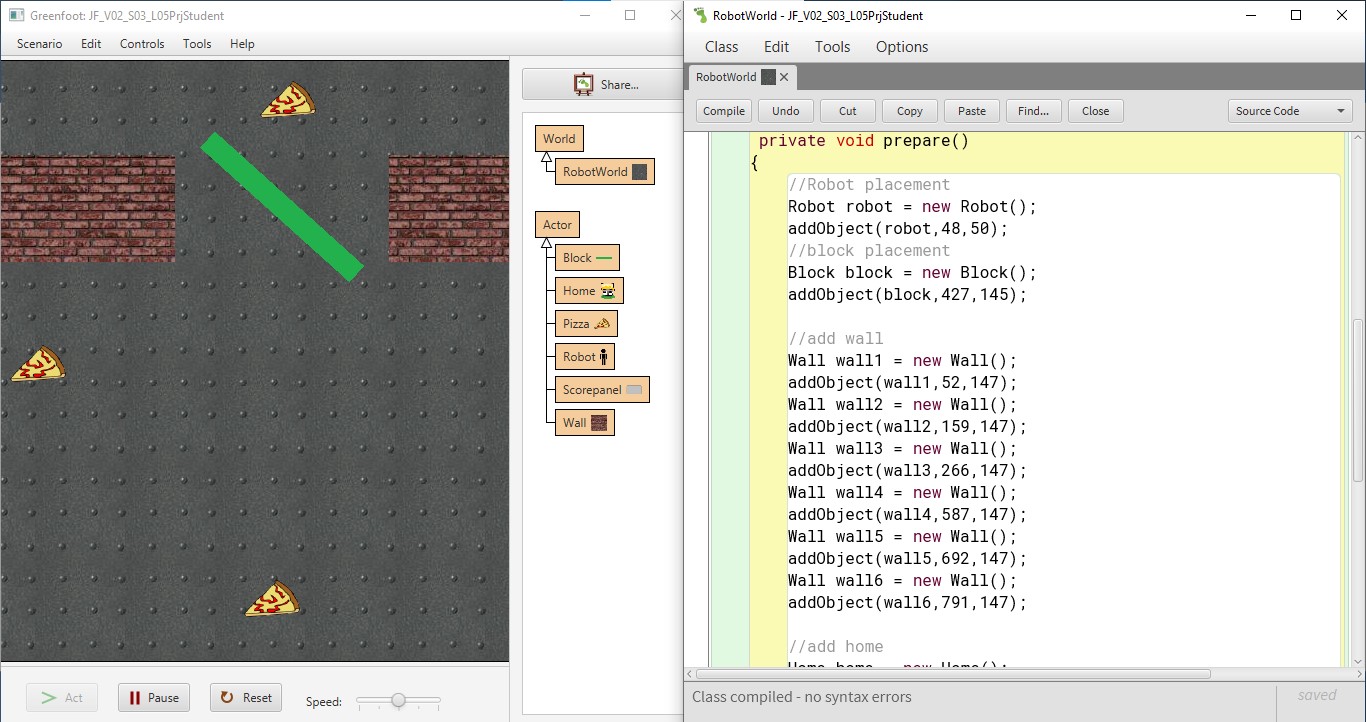 Greenfoot: JF_V02_S03_L05PrjStudent
Scenario Edit Controls Tools Help
Share...
World
RobotWorld
Actor
Block
Home
Pizza
Robot
Scorepanel
Wall
Act Pause Reset Speed:
RobotWorld - JF_V02_S03_L05PrjStudent
Class Edit Tools Options
RobotWorld
Compile Undo Cut Copy Paste Find... Close Source Code
private void prepare()
{
//Robot placement
Robot robot = new Robot();
addObject(robot,48,50);
//block placement
Block block = new Block();
addObject(block,427,145);
//add wall
Wall wall1 = new Wall();
addObject(wall1,52,147);
Wall wall2 = new Wall();
addObject(wall2,159,147);
Wall wall3 = new Wall();
addObject(wall3,266,147);
Wall wall4 = new Wall();
addObject(wall4,587,147);
Wall wall5 = new Wall();
addObject(wall5,692,147);
Wall wall6 = new Wall();
addObject(wall6,791,147);
//add home
Home home = new Home();
Class compiled - no syntax errors
saved